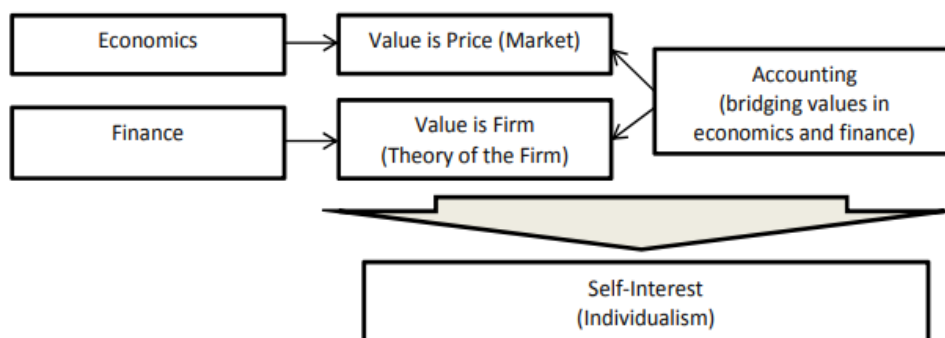 Economics
Value is Price (Market)
Accounting
(bridging values in
economics and finance)
Finance
Value is Firm
(Theory of the Firm)
Self-Interest
(Individualism)